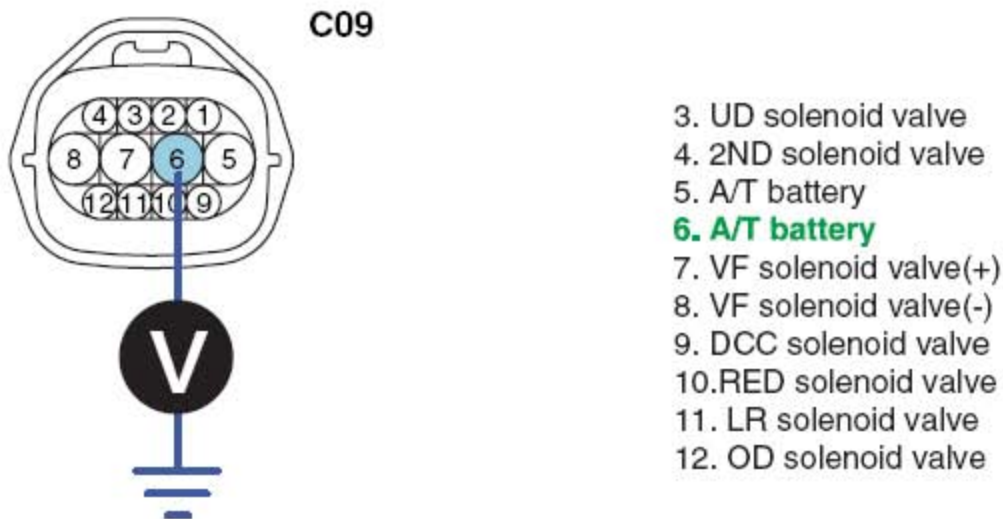 C09
4 3 2 1
8 7 6 5
12 11 10 9
V
3. UD solenoid valve
4. 2ND solenoid valve
5. A/T battery
6. A/T battery
7. VF solenoid valve(+)
8. VF solenoid valve(-)
9. DCC solenoid valve
10.RED solenoid valve
11. LR solenoid valve
12. OD solenoid valve